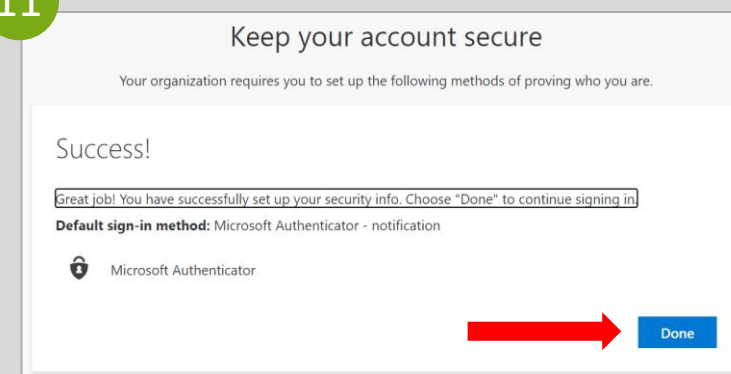 11
Keep your account secure
Your organization requires you to set up the following methods of proving who you are.
Success!
Great job! You have successfully set up your security info. Choose "Done" to continue signing in.
Default sign-in method: Microsoft Authenticator - notification
Microsoft Authenticator
Done